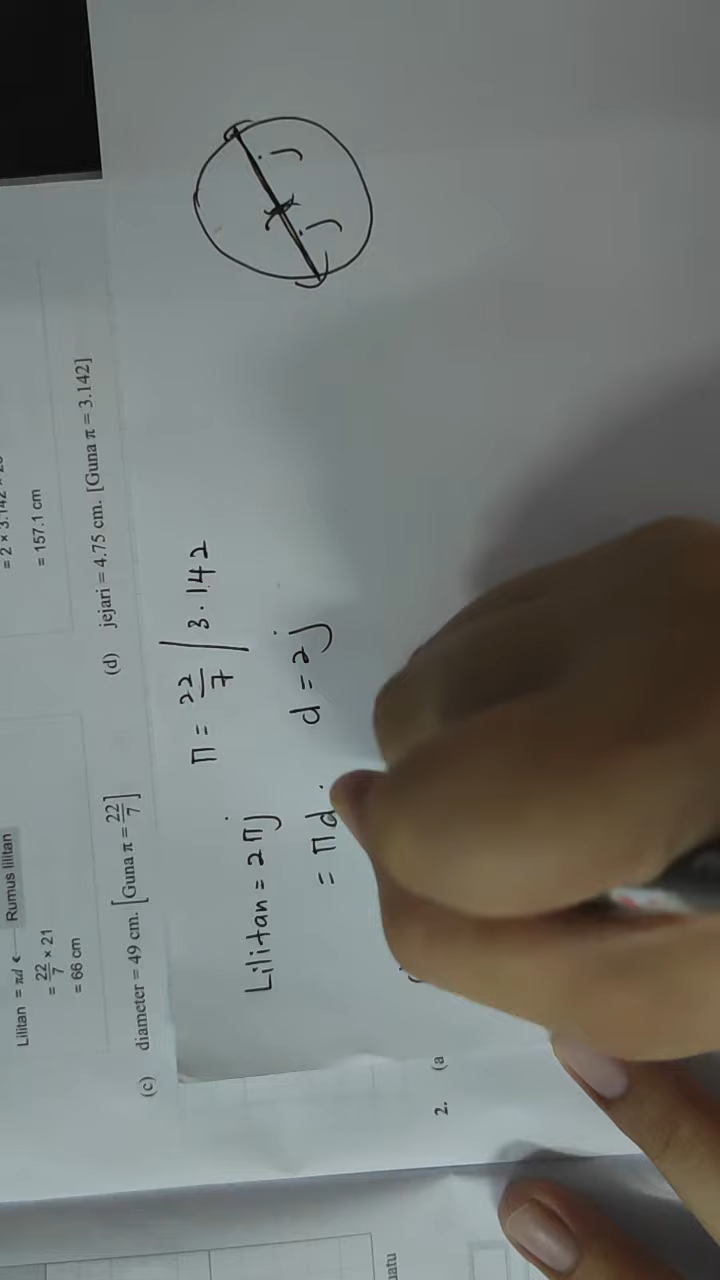 = 2 × 3.142 ×
= 157.1 cm
Lilitan = πd ← Rumus lilitan
= 22/7 × 21
= 66 cm
(c) diameter = 49 cm. [Guna π = 22/7]
(d) jejari = 4.75 cm. [Guna π = 3.142]
π = 22/7 / 3.142
Lilitan = 2πj
= πd.
d = 2j
j
j
2. (a